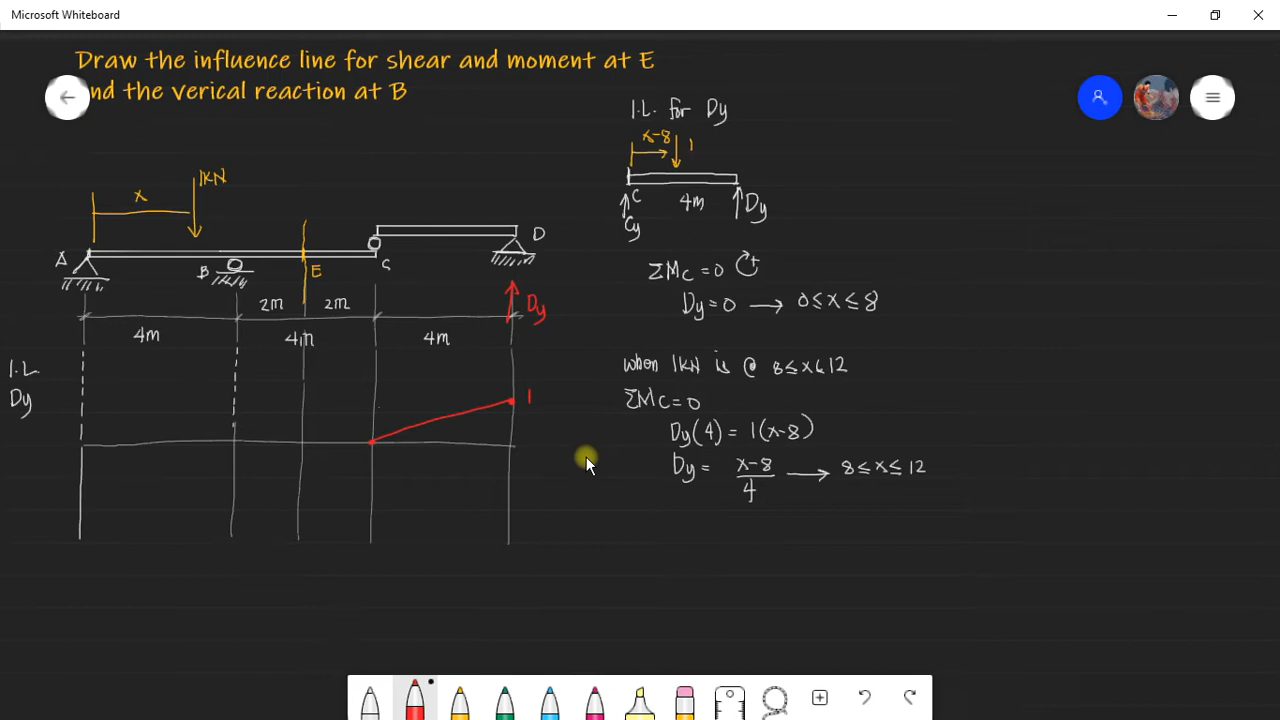 Microsoft Whiteboard
Draw the influence line for shear and moment at E
nd the verical reaction at B
I.L. for Dy
x-8
1
C
4m
Cy
Dy
x
1KN
A
B
E
C
D
2m
2m
Dy
4m
4m
4m
I.L.
Dy
1
ΣMc=0
Dy=0 → 0≤x≤8
when 1KN is @ 8≤x≤12
ΣMc=0
Dy(4) = 1(x-8)
Dy = x-8/4 → 8≤x≤12